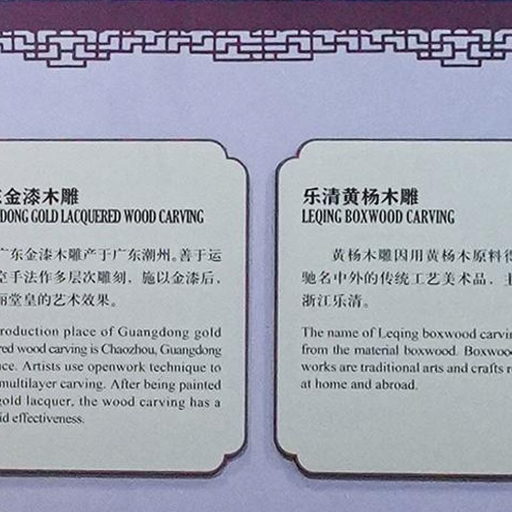 金漆木雕
DONG GOLD LACQUERED WOOD CARVING
广东金漆木雕产于广东潮州。善于运
手法作多层次雕刻，施以金漆后，
丽堂皇的艺术效果。
roduction place of Guangdong gold
red wood carving is Chaozhou, Guangdong
ce. Artists use openwork technique to
multilayer carving. After being painted
gold lacquer, the wood carving has a
id effectiveness.
乐清黄杨木雕
LEQING BOXWOOD CARVING
黄杨木雕因用黄杨木原料得
驰名中外的传统工艺美术品，主
浙江乐清。
The name of Leqing boxwood carvi
from the material boxwood. Boxwoo
works are traditional arts and crafts r
at home and abroad.